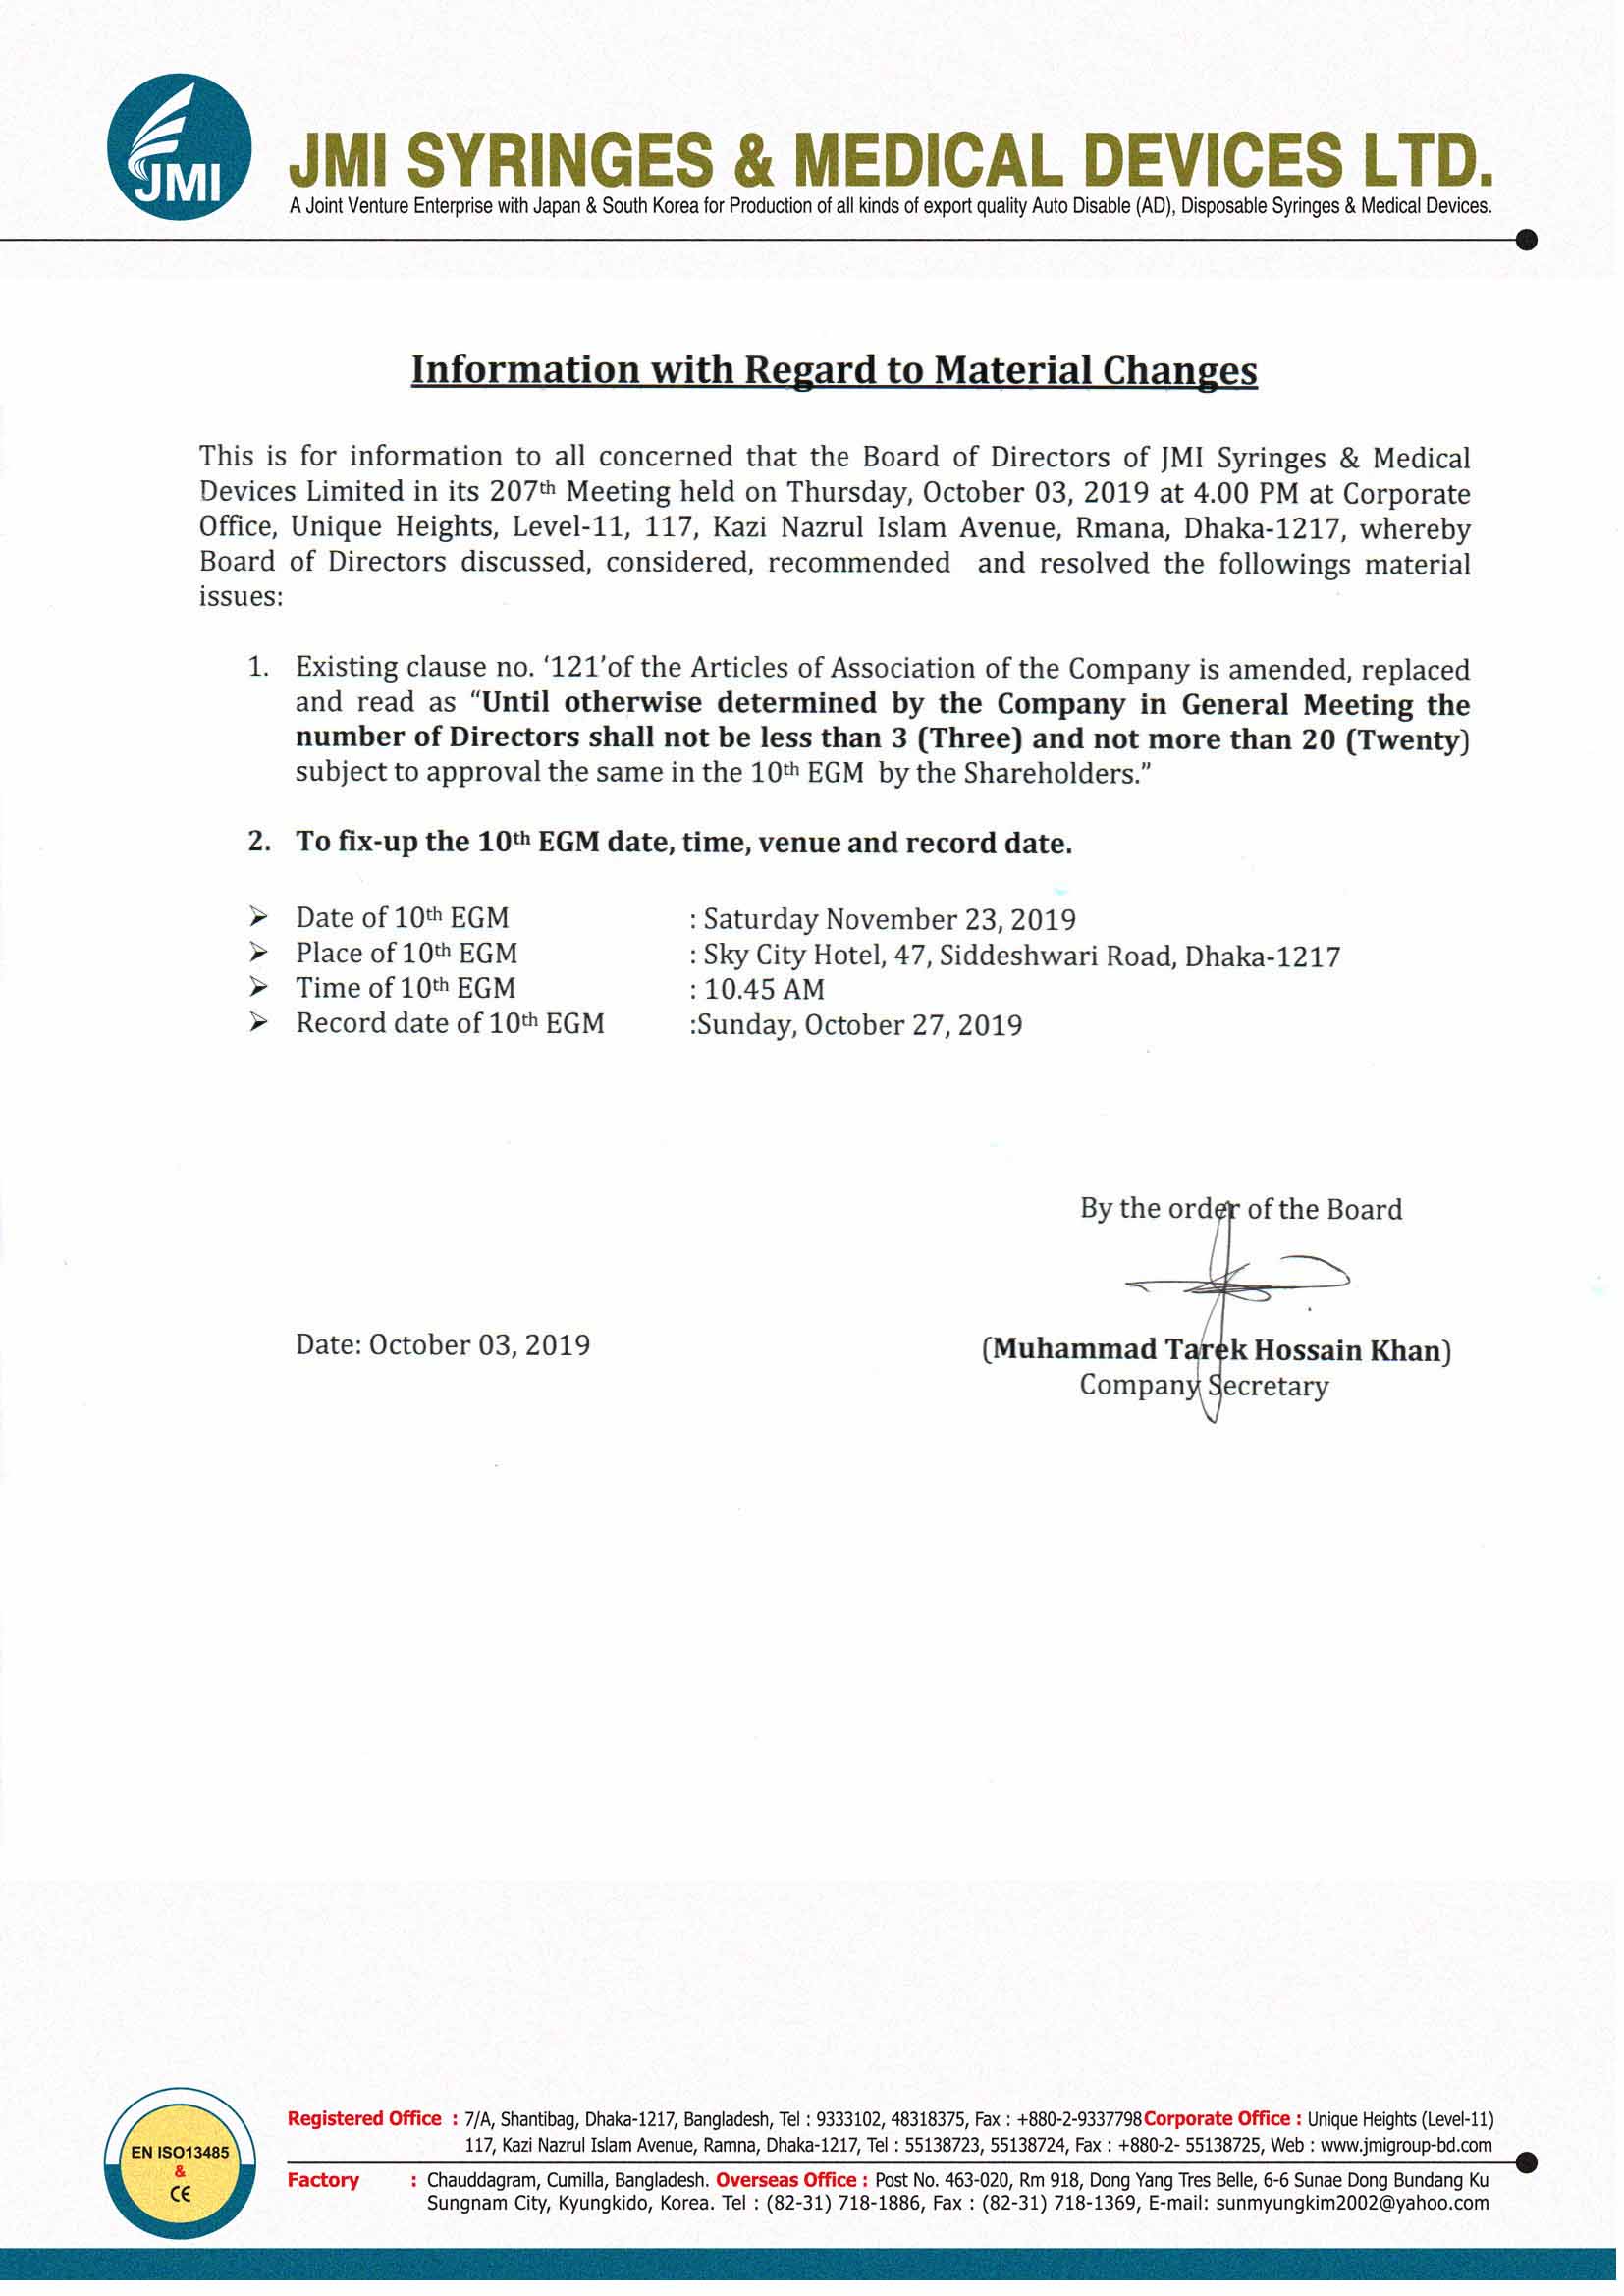 JMI
JMI SYRINGES & MEDICAL DEVICES LTD.
A Joint Venture Enterprise with Japan & South Korea for Production of all kinds of export quality Auto Disable (AD), Disposable Syringes & Medical Devices.
Information with Regard to Material Changes
This is for information to all concerned that the Board of Directors of JMI Syringes & Medical
Devices Limited in its 207th Meeting held on Thursday, October 03, 2019 at 4.00 PM at Corporate
Office, Unique Heights, Level-11, 117, Kazi Nazrul Islam Avenue, Rmana, Dhaka-1217, whereby
Board of Directors discussed, considered, recommended and resolved the followings material
issues:
1. Existing clause no. ‘121’of the Articles of Association of the Company is amended, replaced
and read as “Until otherwise determined by the Company in General Meeting the
number of Directors shall not be less than 3 (Three) and not more than 20 (Twenty)
subject to approval the same in the 10th EGM by the Shareholders.”
2. To fix-up the 10th EGM date, time, venue and record date.
➢ Date of 10th EGM : Saturday November 23, 2019
➢ Place of 10th EGM : Sky City Hotel, 47, Siddeshwari Road, Dhaka-1217
➢ Time of 10th EGM : 10.45 AM
➢ Record date of 10th EGM :Sunday, October 27, 2019
By the order of the Board
Date: October 03, 2019
(Muhammad Tarek Hossain Khan)
Company Secretary
EN ISO13485
&
CE
Registered Office : 7/A, Shantibag, Dhaka-1217, Bangladesh, Tel : 9333102, 48318375, Fax : +880-2-9337798 Corporate Office : Unique Heights (Level-11)
117, Kazi Nazrul Islam Avenue, Ramna, Dhaka-1217, Tel : 55138723, 55138724, Fax : +880-2- 55138725, Web : www.jmigroup-bd.com
Factory : Chauddagram, Cumilla, Bangladesh. Overseas Office : Post No. 463-020, Rm 918, Dong Yang Tres Belle, 6-6 Sunae Dong Bundang Ku
Sungnam City, Kyungkido, Korea. Tel : (82-31) 718-1886, Fax : (82-31) 718-1369, E-mail: sunmyungkim2002@yahoo.com